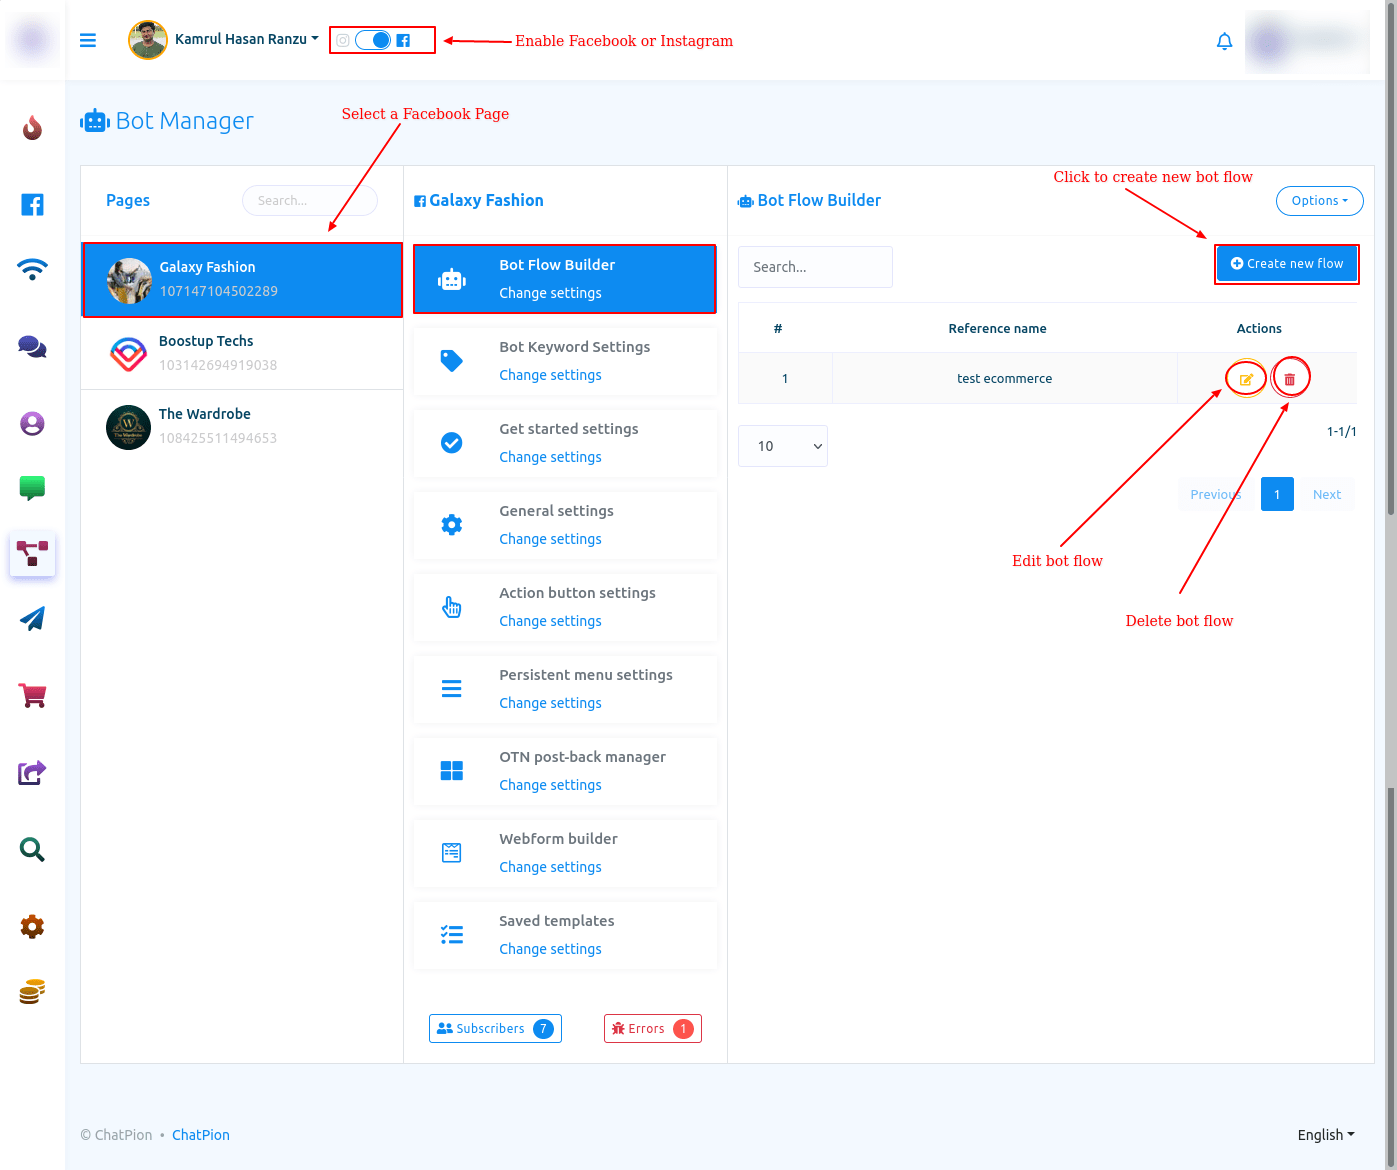 Kamrul Hasan Ranzu
Enable Facebook or Instagram
Bot Manager
Select a Facebook Page
Pages
Search...
Galaxy Fashion
107147104502289
Boostup Techs
103142694919038
The Wardrobe
108425511494653
Galaxy Fashion
Bot Flow Builder
Change settings
Bot Keyword Settings
Change settings
Get started settings
Change settings
General settings
Change settings
Action button settings
Change settings
Persistent menu settings
Change settings
OTN post-back manager
Change settings
Webform builder
Change settings
Saved templates
Change settings
Subscribers 7
Errors 1
Click to create new bot flow
Bot Flow Builder
Options
Search...
Create new flow
# Reference name Actions
1 test ecommerce
10
1-1/1
Previous 1 Next
Edit bot flow
Delete bot flow
© ChatPion • ChatPion
English